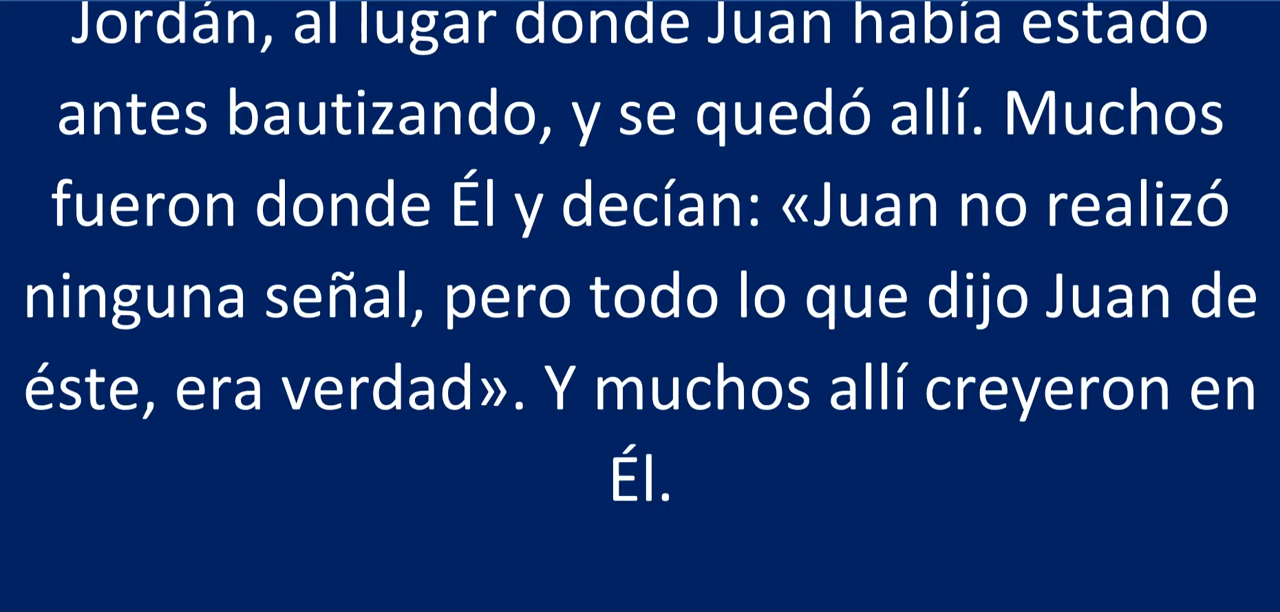 Jordán, al lugar donde Juan había estado
antes bautizando, y se quedó allí. Muchos
fueron donde Él y decían: «Juan no realizó
ninguna señal, pero todo lo que dijo Juan de
éste, era verdad». Y muchos allí creyeron en
Él.